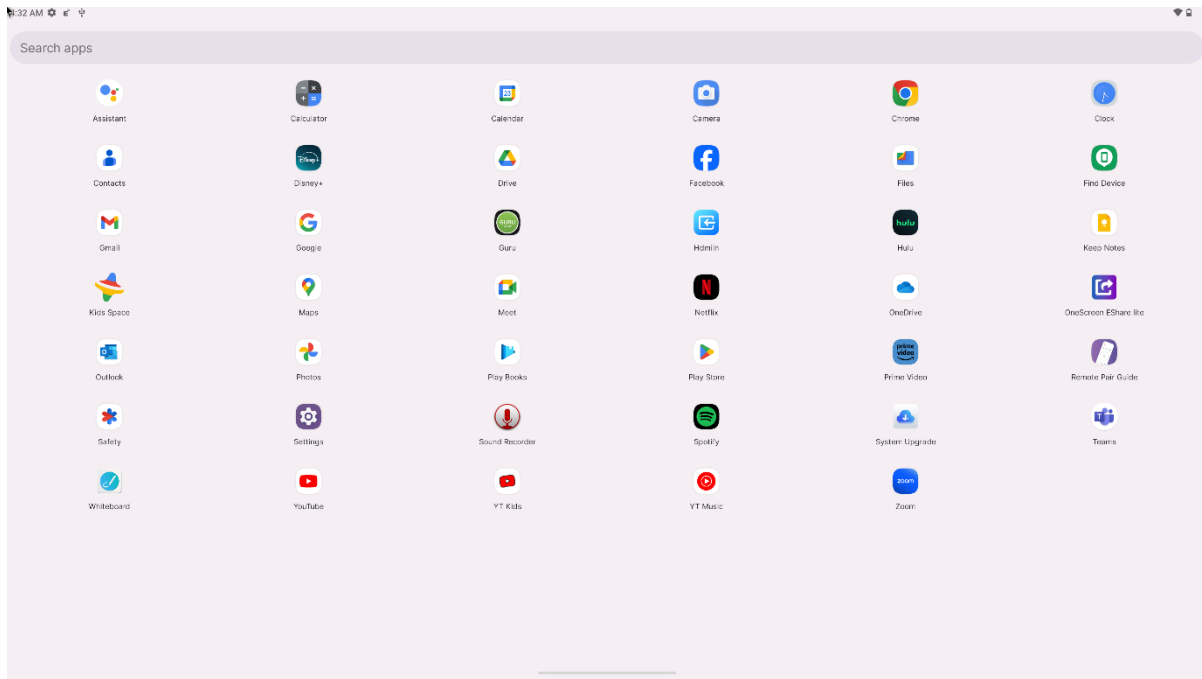 :32 AM
Search apps
Assistant Calculator Calendar Camera Chrome Clock
Contacts Disney+ Drive Facebook Files Find Device
Gmail Google Guru HdmiIn Hulu Keep Notes
Kids Space Maps Meet Netflix OneDrive OneScreen EShare lite
Outlook Photos Play Books Play Store Prime Video Remote Pair Guide
Safety Settings Sound Recorder Spotify System Upgrade Teams
Whiteboard YouTube YT Kids YT Music Zoom